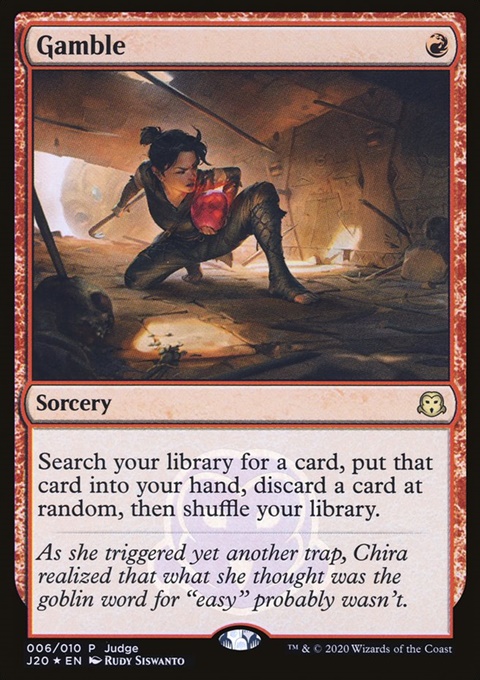 Gamble
Sorcery
Search your library for a card, put that
card into your hand, discard a card at
random, then shuffle your library.
As she triggered yet another trap, Chira
realized that what she thought was the
goblin word for “easy” probably wasn’t.
006/010 P Judge
J20 ★ EN Rudy Siswanto
™ & © 2020 Wizards of the Coast